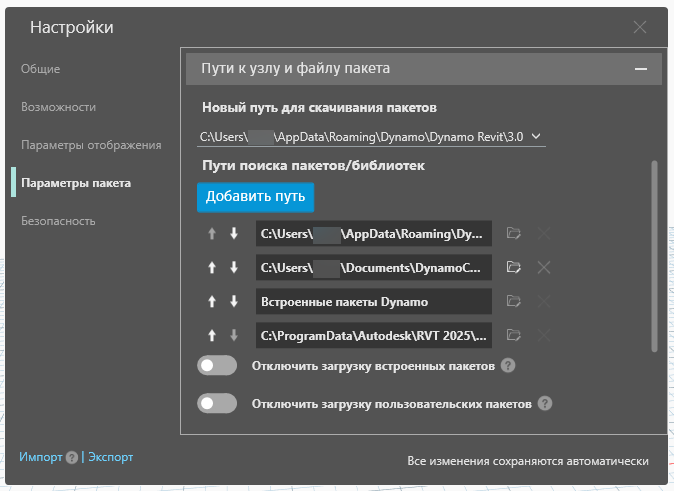 Настройки
Общие
Возможности
Параметры отображения
Параметры пакета
Безопасность
Пути к узлу и файлу пакета
Новый путь для скачивания пакетов
C:\Users\ \AppData\Roaming\Dynamo\Dynamo Revit\3.0
Пути поиска пакетов/библиотек
Добавить путь
C:\Users\ \AppData\Roaming\Dy...
C:\Users\ \Documents\DynamoC...
Встроенные пакеты Dynamo
C:\ProgramData\Autodesk\RVT 2025\...
Отключить загрузку встроенных пакетов ?
Отключить загрузку пользовательских пакетов ?
Импорт ? | Экспорт
Все изменения сохраняются автоматически